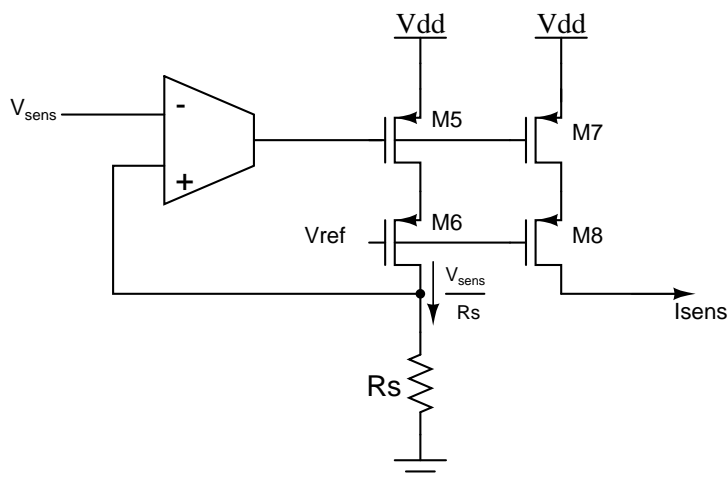 Vdd
Vdd
Vsens
-
+
M5
M7
Vref
M6
M8
Vsens
Rs
Isens
Rs